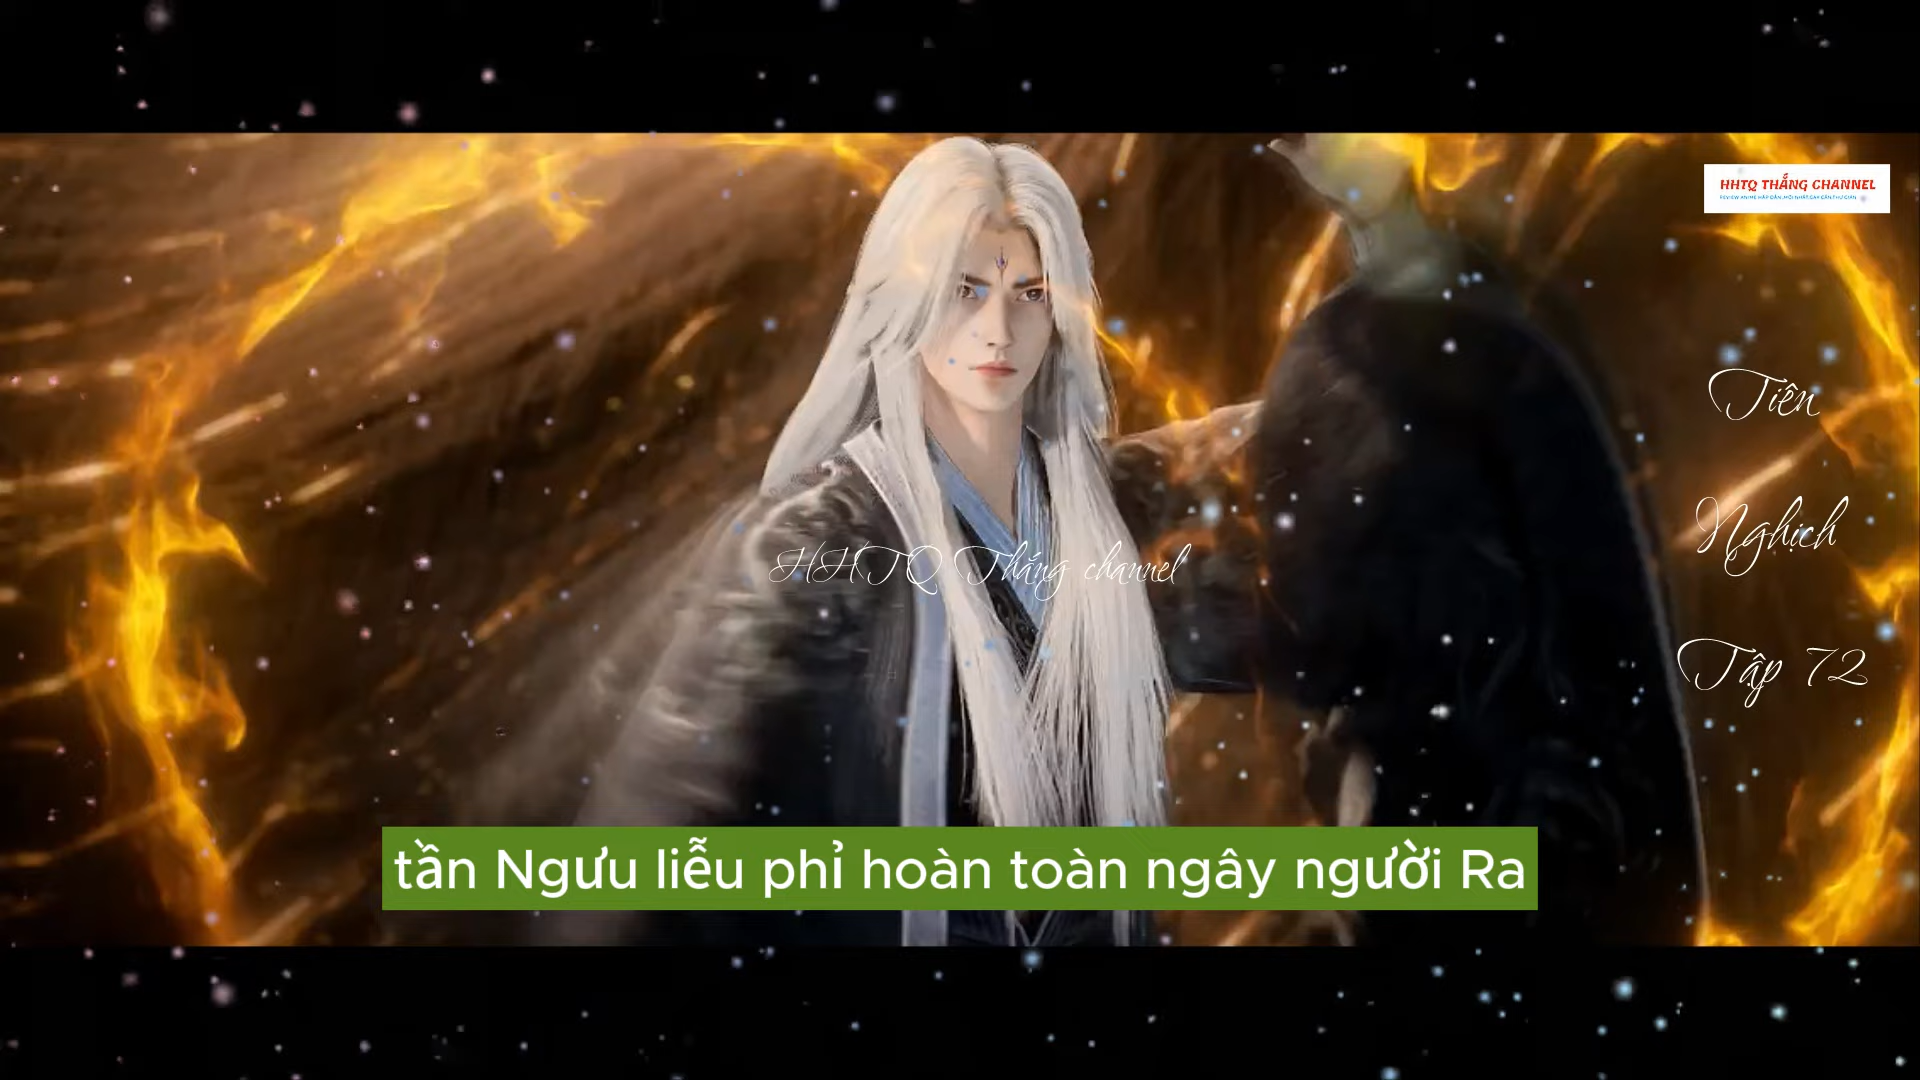 HHTQ THẮNG CHANNEL
Tiên
Nghịch
HHTQ Thắng channel
Tập 72
tần Ngưu liễu phỉ hoàn toàn ngây người Ra